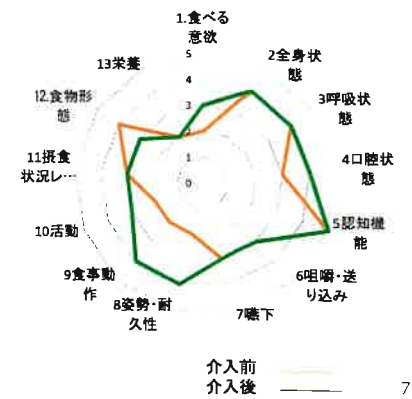 1.食べる
意欲
2全身状
態
3呼吸状
態
4口腔状
態
5認知機
能
6咀嚼・送
り込み
7嚥下
8姿勢・耐
久性
9食事動
作
10活動
11摂食
状況レ…
12.食物形
態
13栄養
5
4
3
2
1
0
介入前
介入後
7